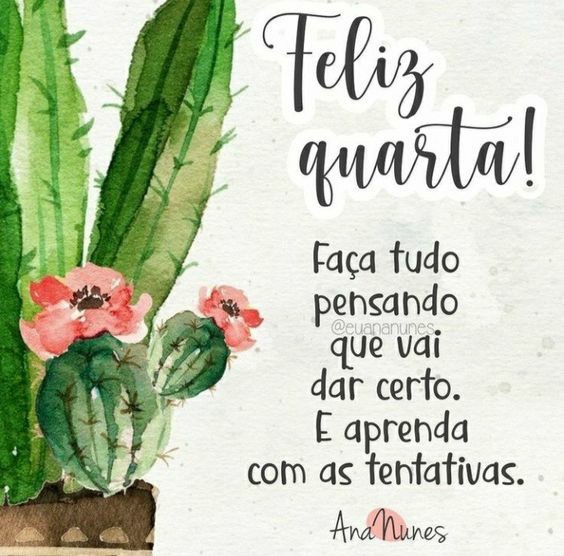 Feliz
quarta!
Faça tudo
pensando
@euananunes
que vai
dar certo.
E aprenda
com as tentativas.
Ana Nunes